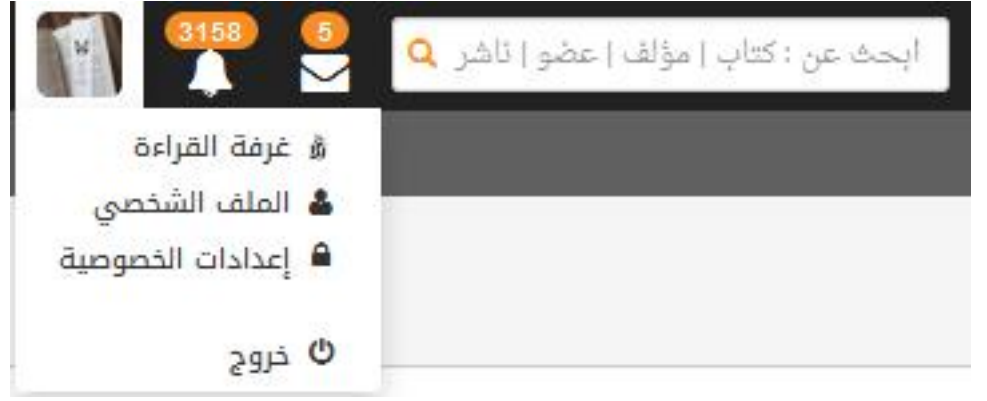 ابحث عن : كتاب | مؤلف | عضو | ناشر
5
3158
غرفة القراءة
الملف الشخصي
إعدادات الخصوصية
خروج